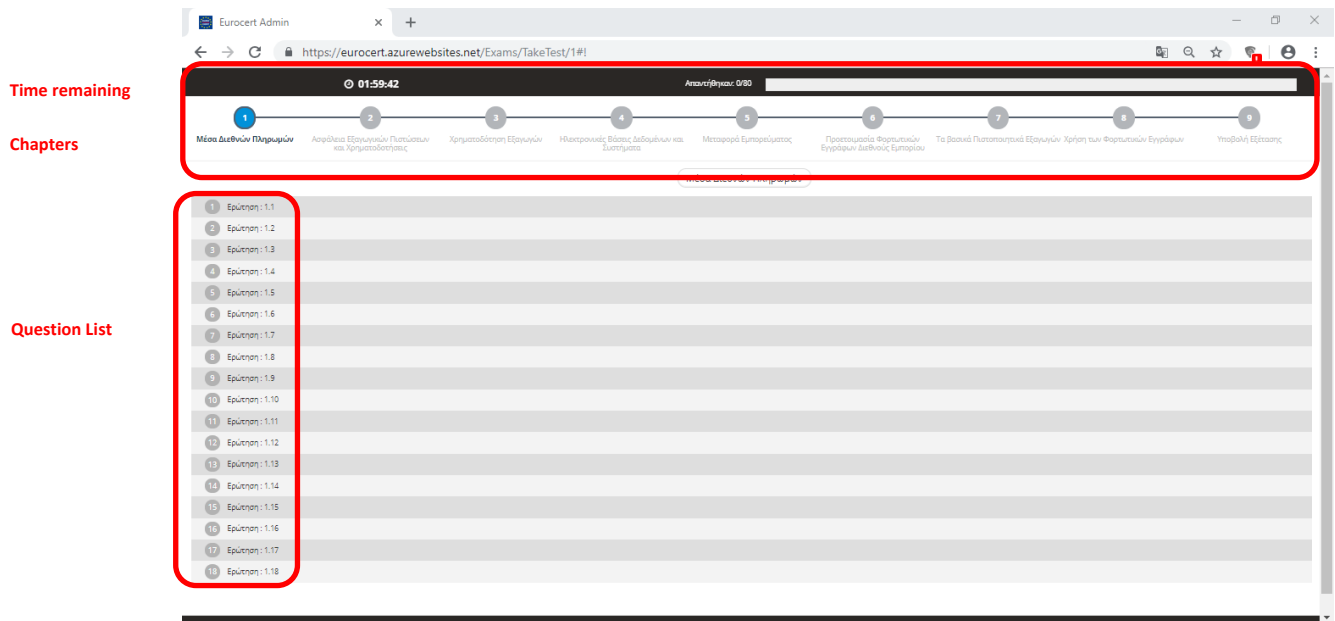 Eurocert Admin
https://eurocert.azurewebsites.net/Exams/TakeTest/1#!
Time remaining
01:59:42
Απαντήθηκαν: 0/80
Chapters
1 2 3 4 5 6 7 8 9
Μέσα Διεθνών Πληρωμών
Ασφάλεια Εξαγωγικών Πιστώσεων
και Χρηματοδοτήσεις
Χρηματοδότηση Εξαγωγών
Ηλεκτρονικές Βάσεις Δεδομένων και
Συστήματα
Μεταφορά Εμπορεύματος
Προετοιμασία Φορτωτικών
Εγγράφων Διεθνούς Εμπορίου
Τα Βασικά Πιστοποιητικά Εξαγωγών
Χρήση των Φορτωτικών Εγγράφων
Υποβολή Εξέτασης
Μέσα Διεθνών Πληρωμών
Question List
1 Ερώτηση : 1.1
2 Ερώτηση : 1.2
3 Ερώτηση : 1.3
4 Ερώτηση : 1.4
5 Ερώτηση : 1.5
6 Ερώτηση : 1.6
7 Ερώτηση : 1.7
8 Ερώτηση : 1.8
9 Ερώτηση : 1.9
10 Ερώτηση : 1.10
11 Ερώτηση : 1.11
12 Ερώτηση : 1.12
13 Ερώτηση : 1.13
14 Ερώτηση : 1.14
15 Ερώτηση : 1.15
16 Ερώτηση : 1.16
17 Ερώτηση : 1.17
18 Ερώτηση : 1.18